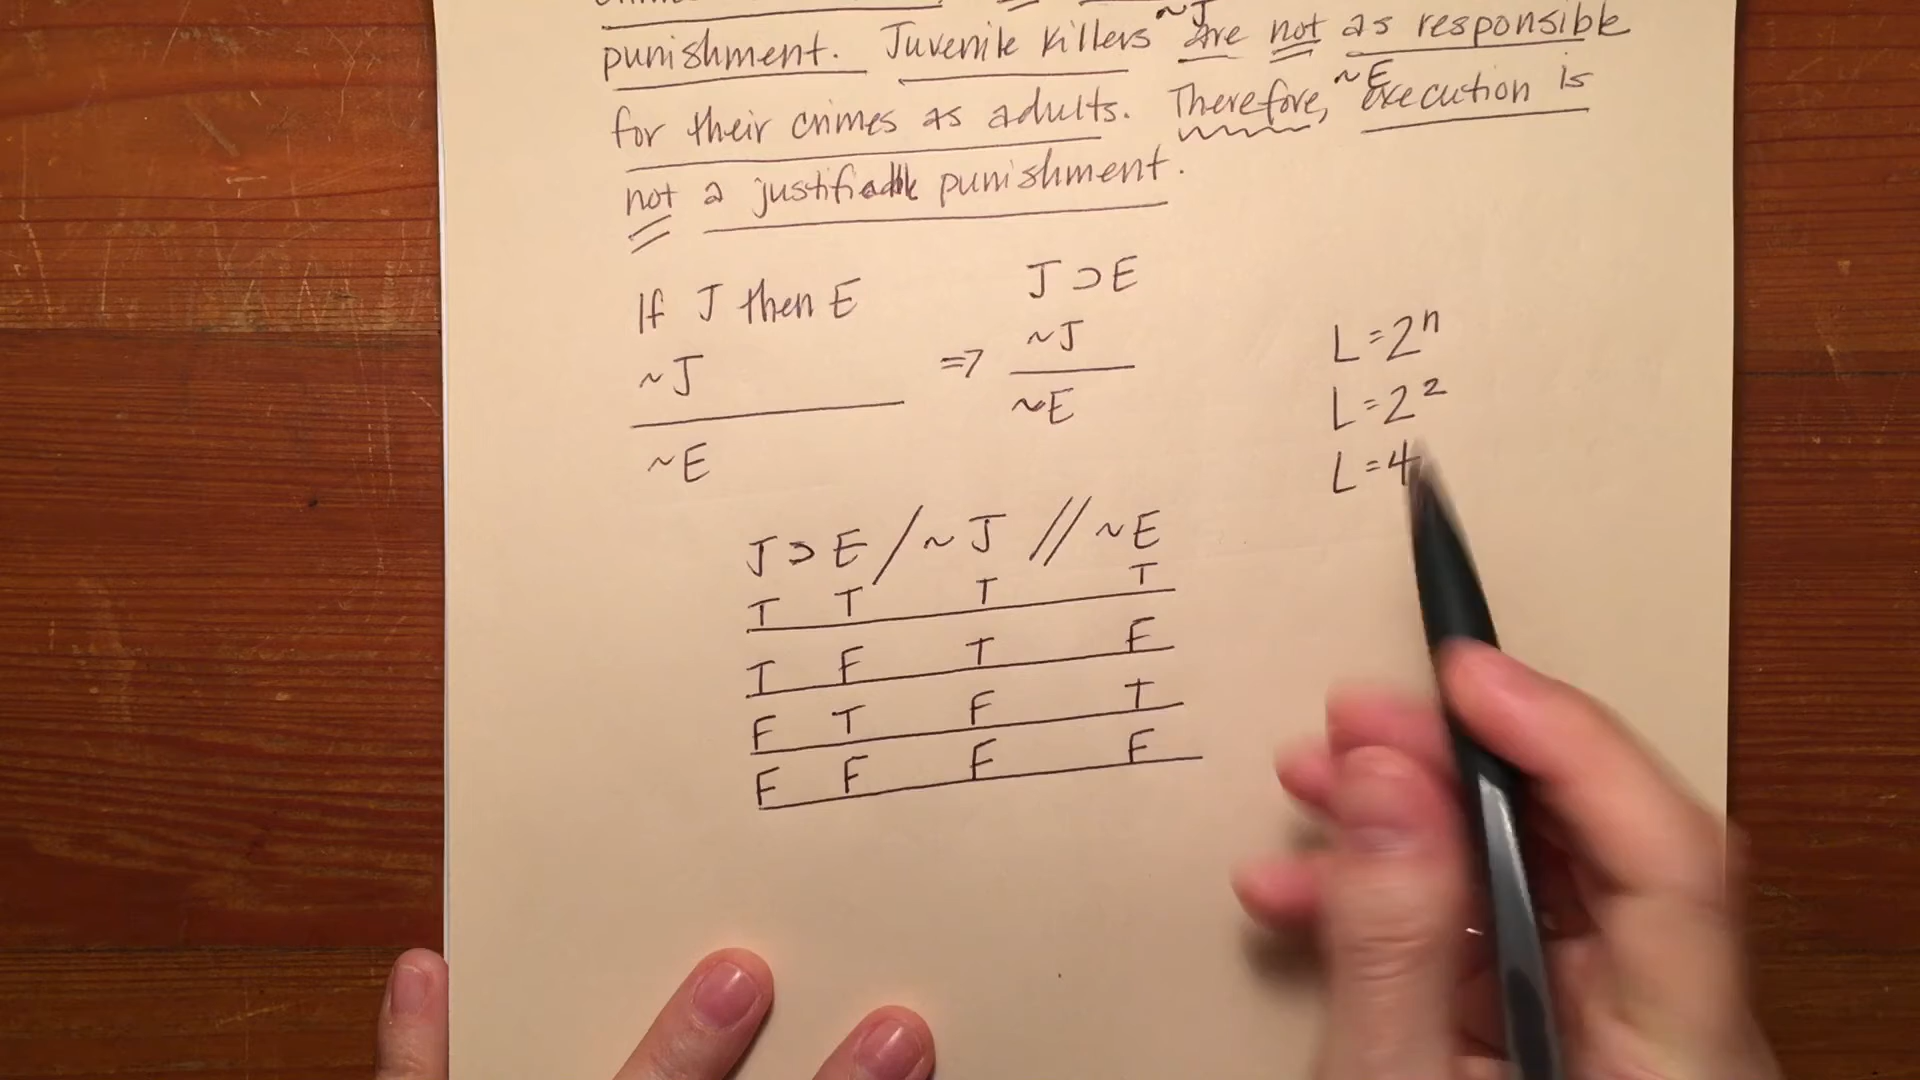 punishment. Juvenile killers ~J are not as responsible
for their crimes as adults. Therefore, ~E execution is
not a justifiable punishment.
If J then E
~J
~E
=>
J ⊃ E
~J
~E
L = 2ⁿ
L = 2²
L = 4
J ⊃ E / ~J // ~E
T T T T
T F T F
F T F T
F F F F